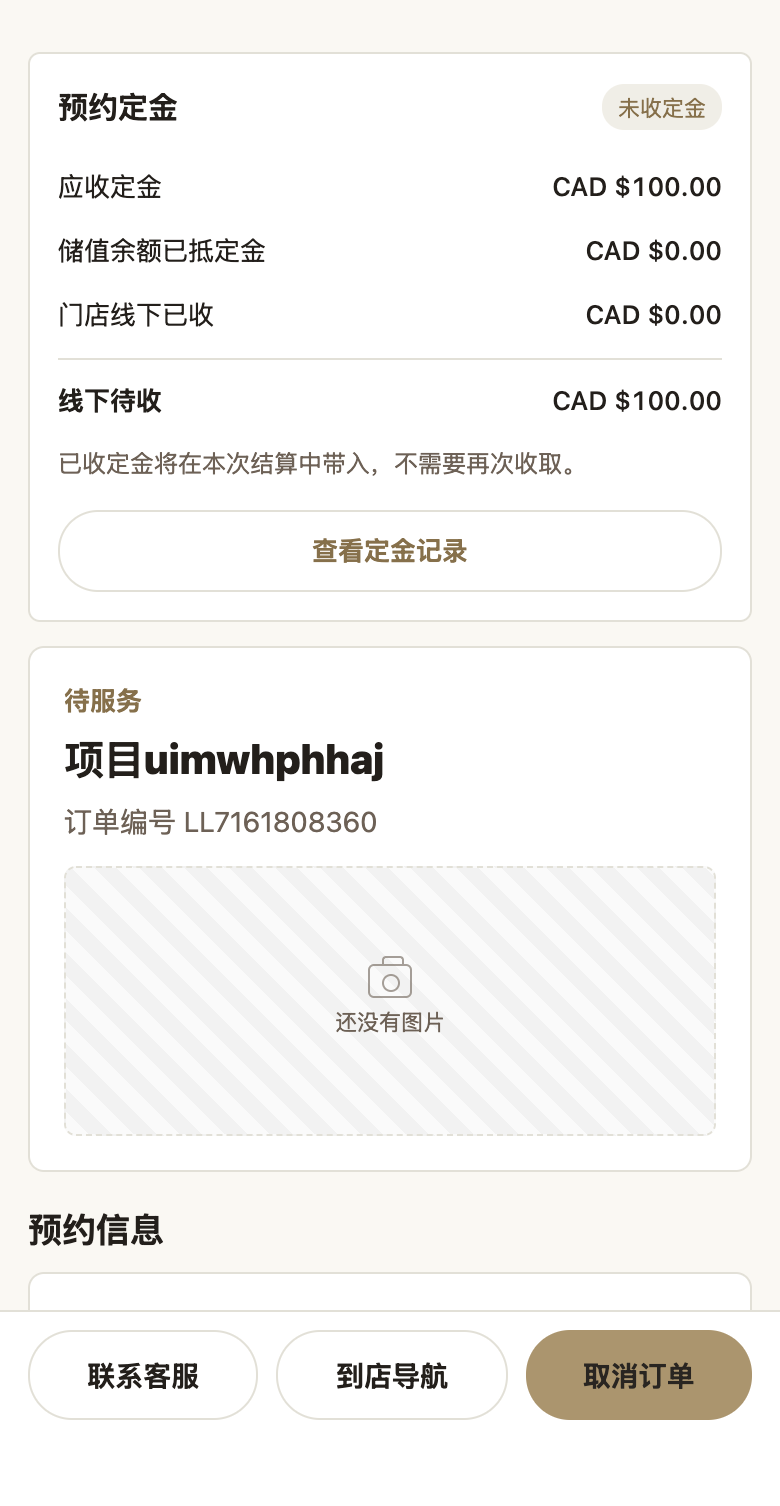 预约定金
未收定金
应收定金 CAD $100.00
储值余额已抵定金 CAD $0.00
门店线下已收 CAD $0.00
线下待收 CAD $100.00
已收定金将在本次结算中带入，不需要再次收取。
查看定金记录
待服务
项目uimwhphhaj
订单编号 LL7161808360
还没有图片
预约信息
联系客服 到店导航 取消订单